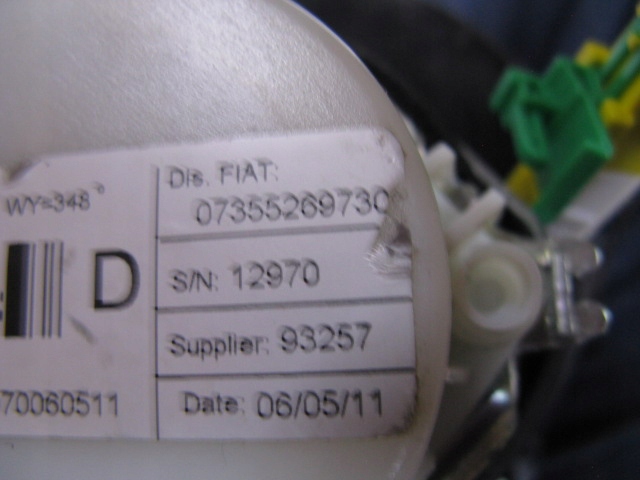 WY=348°
D
70060511
Dis. FIAT:
07355269730
S/N: 12970
Supplier: 93257
Date: 06/05/11